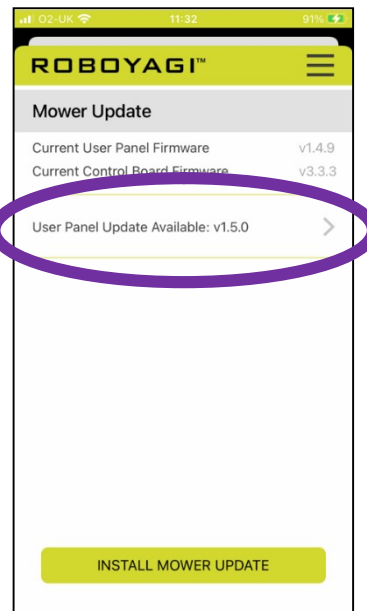 O2-UK 11:32 91%
ROBOYAGI™
Mower Update
Current User Panel Firmware v1.4.9
Current Control Board Firmware v3.3.3
User Panel Update Available: v1.5.0
INSTALL MOWER UPDATE